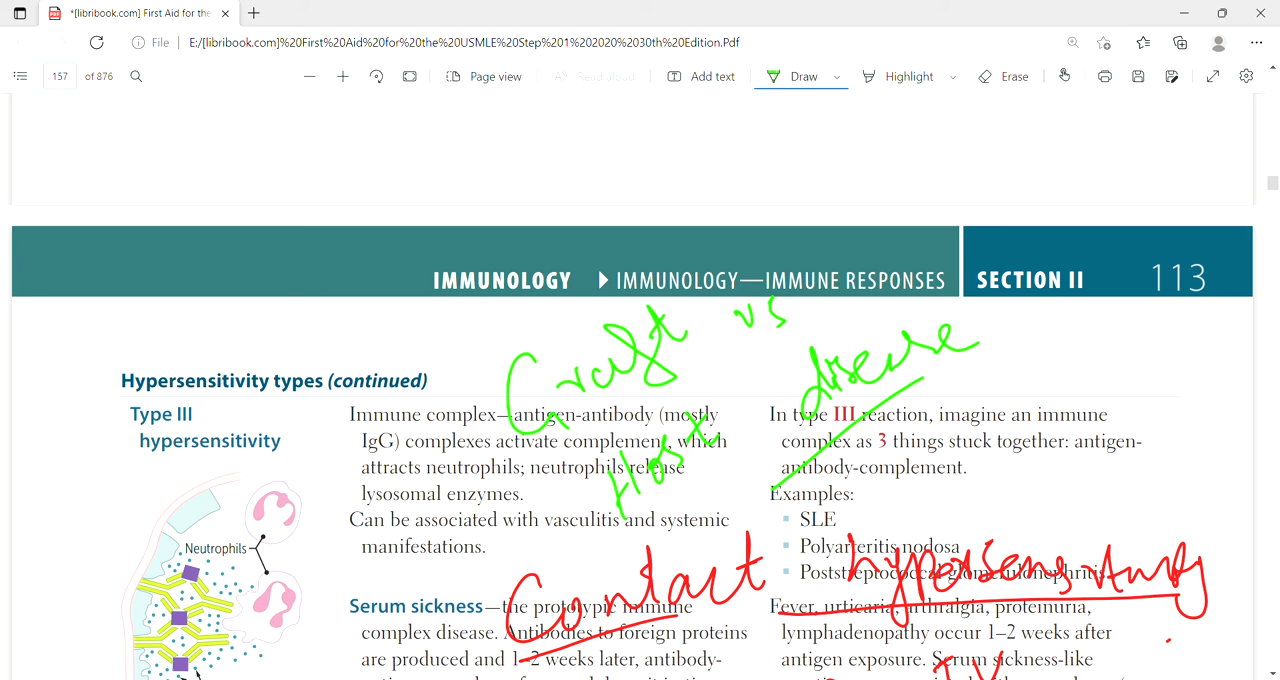 *[libribook.com] First Aid for the
File
E:/[libribook.com]%20First%20Aid%20for%20the%20USMLE%20Step%201%202020%2030th%20Edition.Pdf
157 of 876
Page view
Read aloud
Add text
Draw
Highlight
Erase
IMMUNOLOGY ▶ IMMUNOLOGY—IMMUNE RESPONSES
SECTION II 113
Graft vs
Host disease
Hypersensitivity types (continued)
Type III
hypersensitivity
Immune complex—antigen-antibody (mostly
IgG) complexes activate complement, which
attracts neutrophils; neutrophils release
lysosomal enzymes.
Can be associated with vasculitis and systemic
manifestations.
In type III reaction, imagine an immune
complex as 3 things stuck together: antigen-
antibody-complement.
Examples:
SLE
Polyarteritis nodosa
Poststreptococcal glomerulonephritis
Neutrophils
Contact hypersensitivity
Serum sickness—the prototypic immune
complex disease. Antibodies to foreign proteins
are produced and 1–2 weeks later, antibody-
Fever, urticaria, arthralgia, proteinuria,
lymphadenopathy occur 1–2 weeks after
antigen exposure. Serum sickness-like
IV